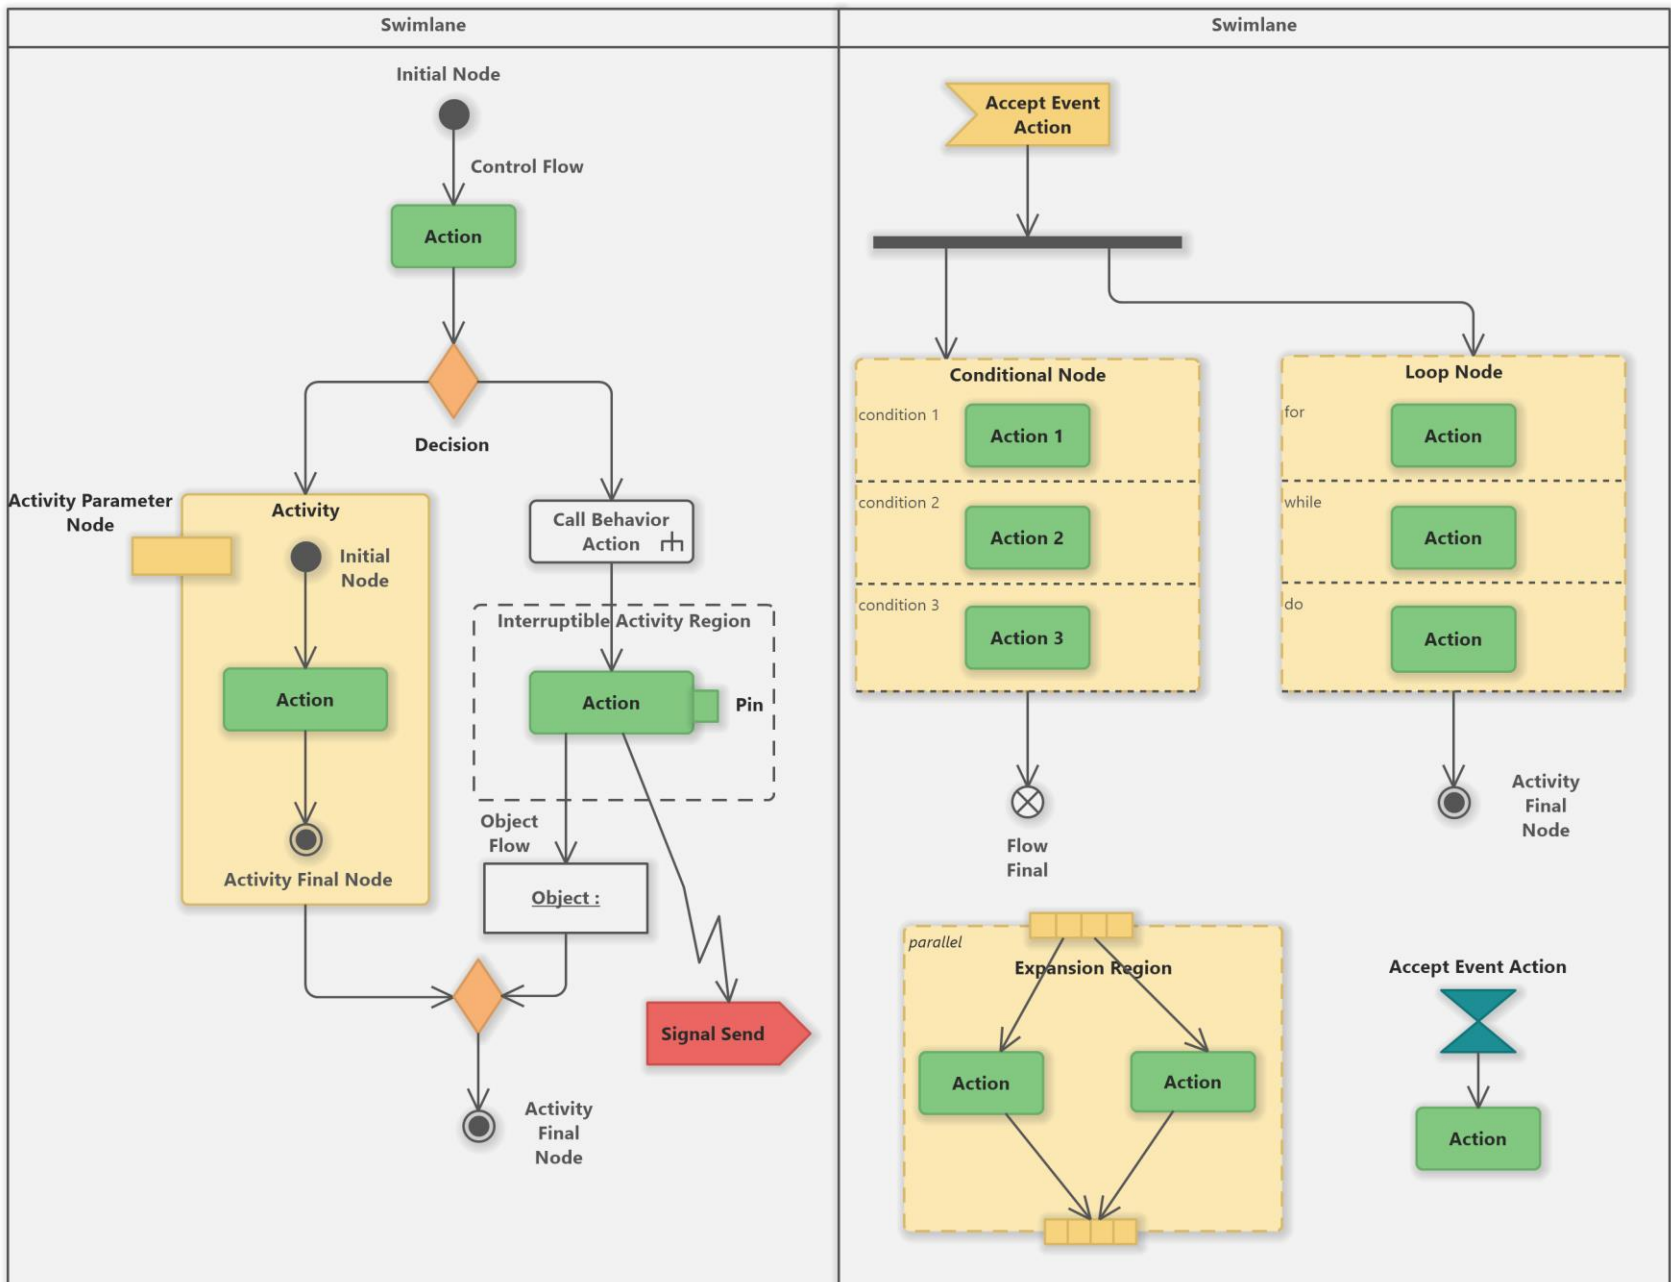 Swimlane
Initial Node
Control Flow
Action
Decision
Activity Parameter
Node
Activity
Initial
Node
Action
Activity Final Node
Call Behavior
Action
Interruptible Activity Region
Action
Pin
Object
Flow
Object :
Signal Send
Activity
Final
Node
Swimlane
Accept Event
Action
Conditional Node
condition 1
Action 1
condition 2
Action 2
condition 3
Action 3
Loop Node
for
Action
while
Action
do
Action
Flow
Final
Activity
Final
Node
parallel
Expansion Region
Action
Action
Accept Event Action
Action